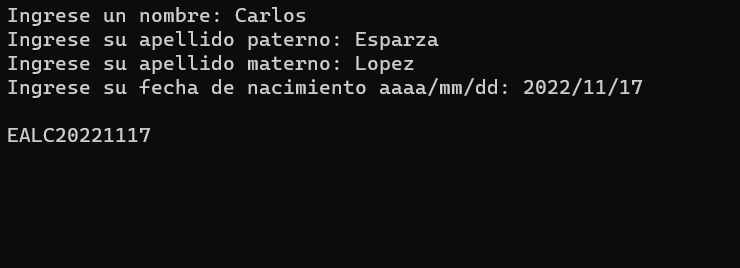 Ingrese un nombre: Carlos
Ingrese su apellido paterno: Esparza
Ingrese su apellido materno: Lopez
Ingrese su fecha de nacimiento aaaa/mm/dd: 2022/11/17
EALC20221117